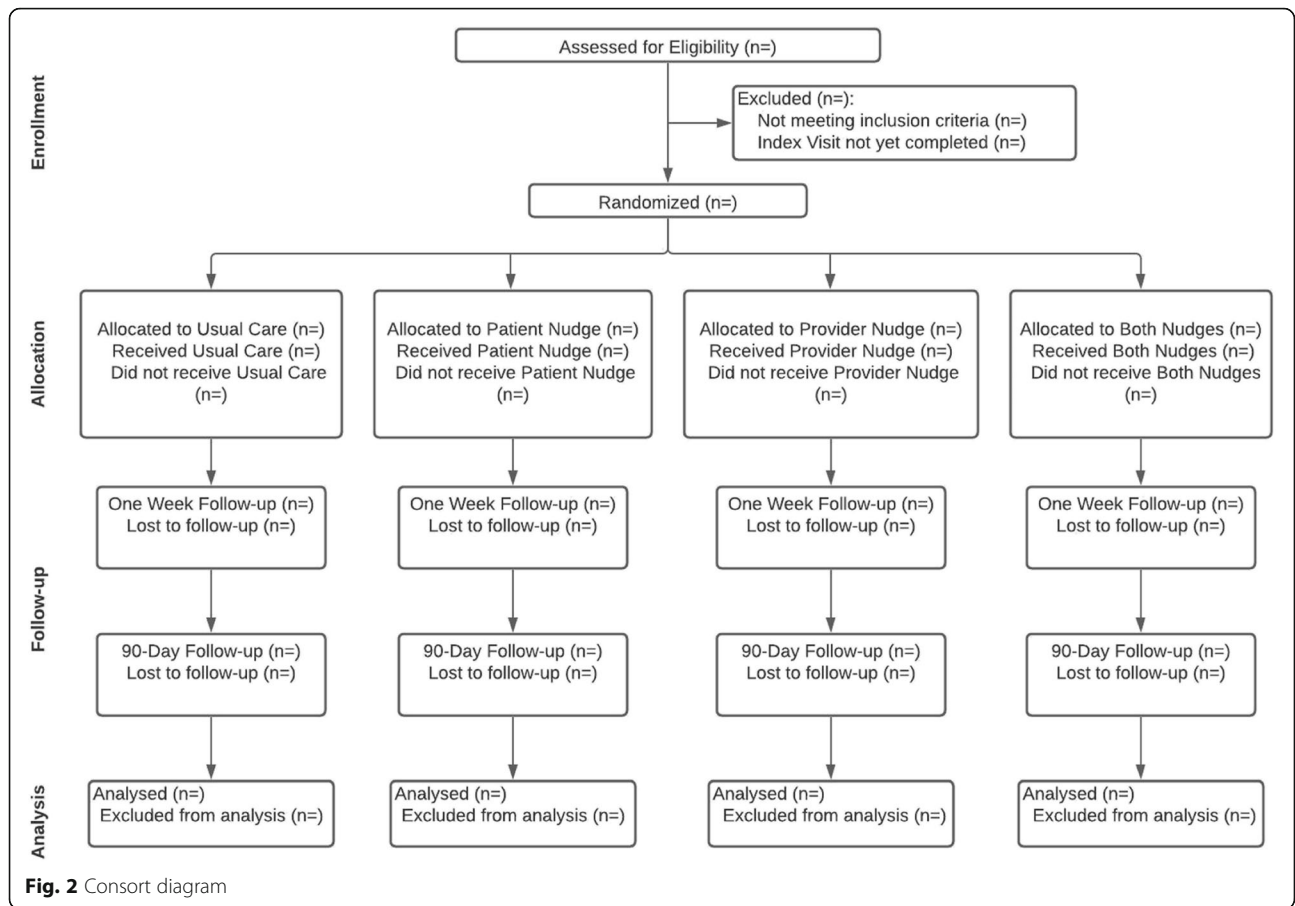 Enrollment
Assessed for Eligibility (n=)
Excluded (n=):
Not meeting inclusion criteria (n=)
Index Visit not yet completed (n=)
Randomized (n=)
Allocation
Allocated to Usual Care (n=)
Received Usual Care (n=)
Did not receive Usual Care
(n=)
Allocated to Patient Nudge (n=)
Received Patient Nudge (n=)
Did not receive Patient Nudge
(n=)
Allocated to Provider Nudge (n=)
Received Provider Nudge (n=)
Did not receive Provider Nudge
(n=)
Allocated to Both Nudges (n=)
Received Both Nudges (n=)
Did not receive Both Nudges
(n=)
Follow-up
One Week Follow-up (n=)
Lost to follow-up (n=)
One Week Follow-up (n=)
Lost to follow-up (n=)
One Week Follow-up (n=)
Lost to follow-up (n=)
One Week Follow-up (n=)
Lost to follow-up (n=)
90-Day Follow-up (n=)
Lost to follow-up (n=)
90-Day Follow-up (n=)
Lost to follow-up (n=)
90-Day Follow-up (n=)
Lost to follow-up (n=)
90-Day Follow-up (n=)
Lost to follow-up (n=)
Analysis
Analysed (n=)
Excluded from analysis (n=)
Analysed (n=)
Excluded from analysis (n=)
Analysed (n=)
Excluded from analysis (n=)
Analysed (n=)
Excluded from analysis (n=)
Fig. 2 Consort diagram